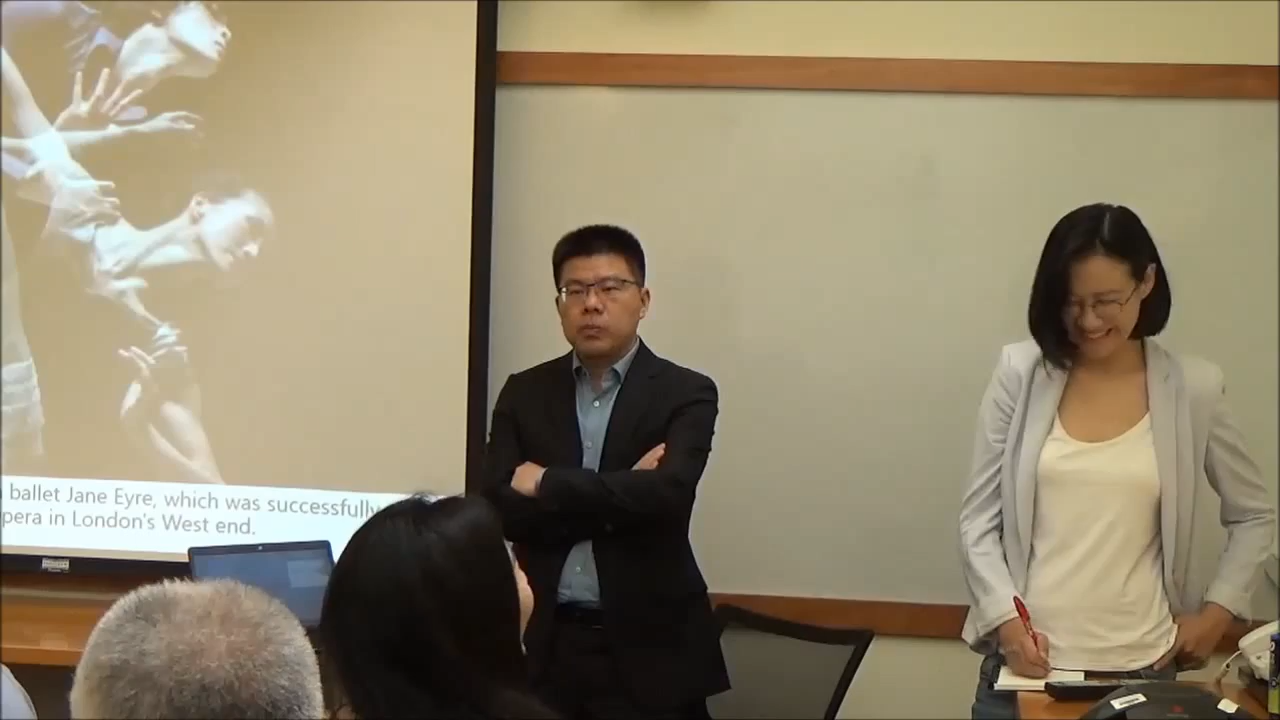 ballet Jane Eyre, which was successfully
pera in London's West end.